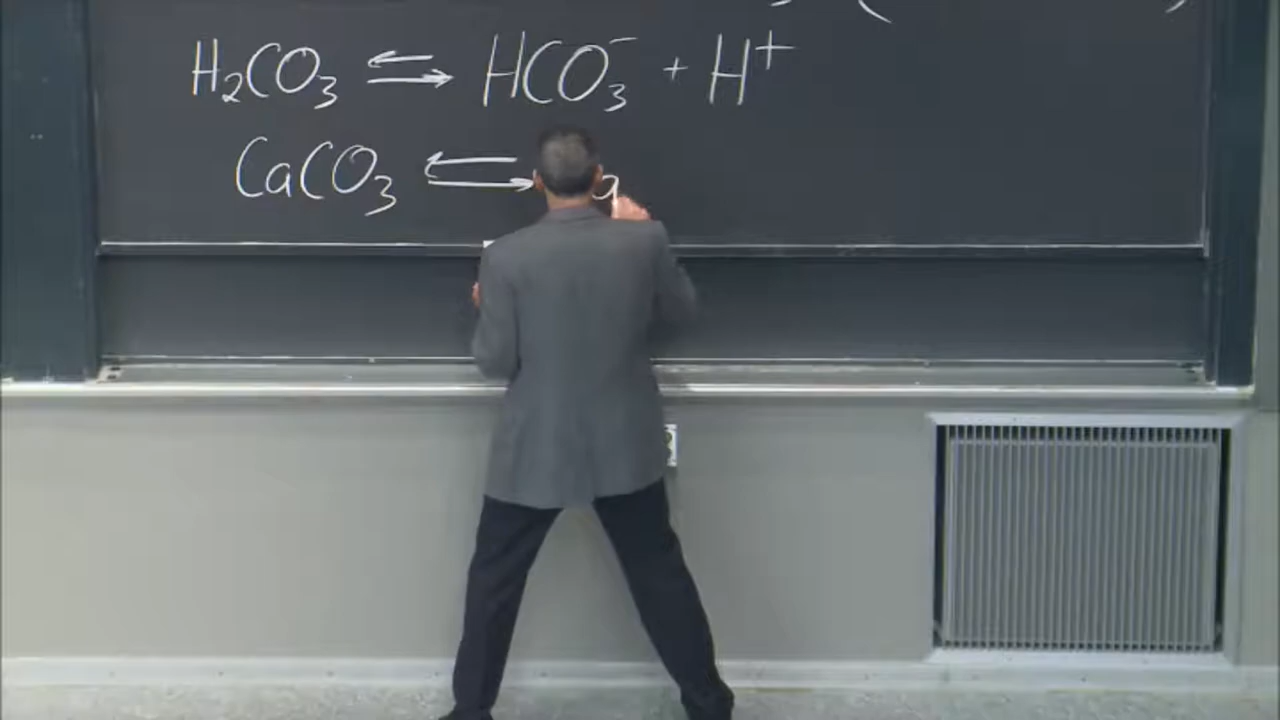 H₂CO₃ ⇌ HCO₃⁻ + H⁺
CaCO₃ ⇌ a